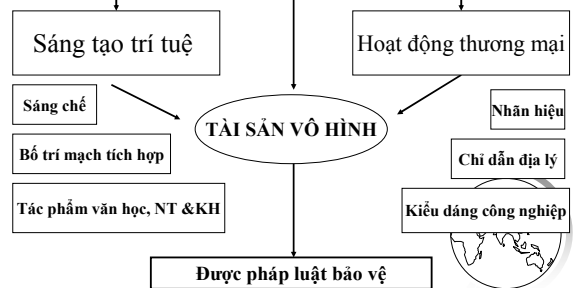 Sáng tạo trí tuệ
Hoạt động thương mại
Sáng chế
Bố trí mạch tích hợp
Tác phẩm văn học, NT &KH
TÀI SẢN VÔ HÌNH
Nhãn hiệu
Chỉ dẫn địa lý
Kiểu dáng công nghiệp
Được pháp luật bảo vệ